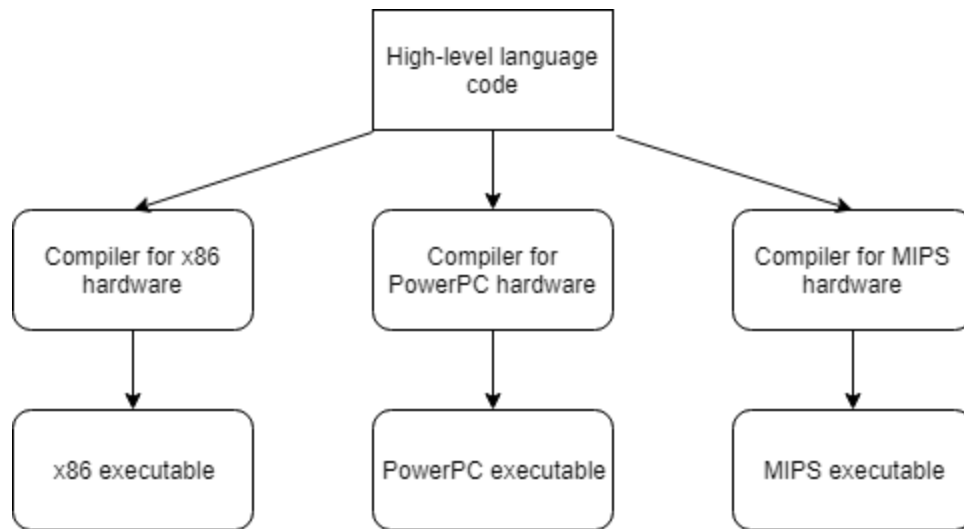 High-level language
code
Compiler for x86
hardware
Compiler for
PowerPC hardware
Compiler for MIPS
hardware
x86 executable
PowerPC executable
MIPS executable